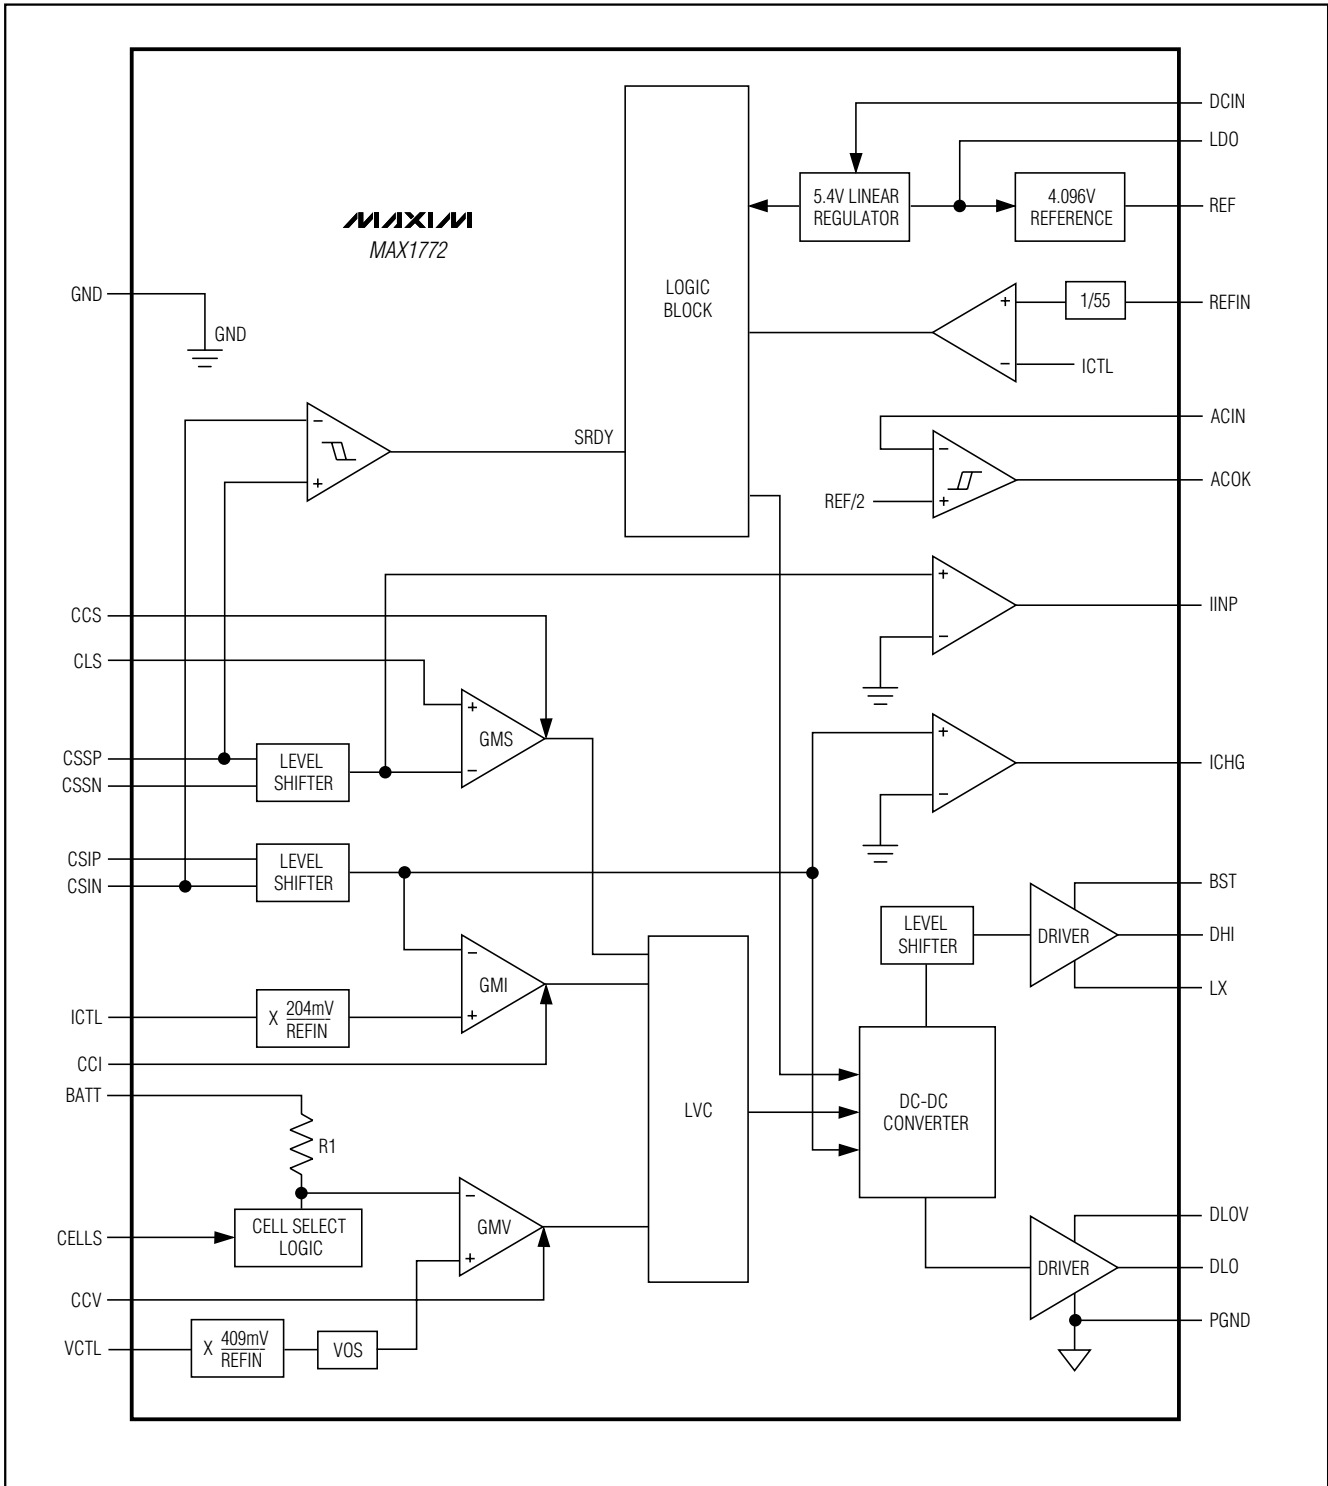 DCIN
LDO
5.4V LINEAR
REGULATOR
4.096V
REFERENCE
REF
MAXIM
MAX1772
LOGIC
BLOCK
GND
GND
+
1/55
REFIN
−
ICTL
−
+
SRDY
ACIN
−
REF/2
+
ACOK
CCS
CLS
+
−
IINP
+
GMS
−
CSSP
CSSN
LEVEL
SHIFTER
+
−
ICHG
CSIP
CSIN
LEVEL
SHIFTER
BST
LEVEL
SHIFTER
DRIVER
DHI
LX
−
GMI
+
ICTL
X 204mV
REFIN
CCI
BATT
R1
LVC
DC-DC
CONVERTER
CELLS
CELL SELECT
LOGIC
−
GMV
+
CCV
VCTL
X 409mV
REFIN
VOS
DLOV
DRIVER
DLO
PGND